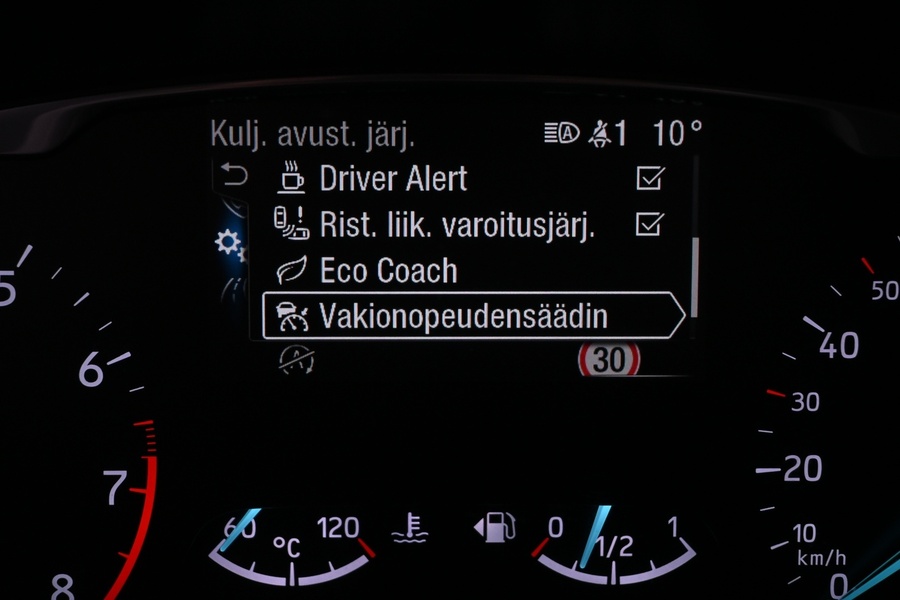 Kulj. avust. järj. A 1 10°
Driver Alert
Rist. liik. varoitusjärj.
Eco Coach
Vakionopeudensäädin
A 30
5
6
7
8
60 120
°C
0 1/2 1
50
40
30
20
10
km/h
0